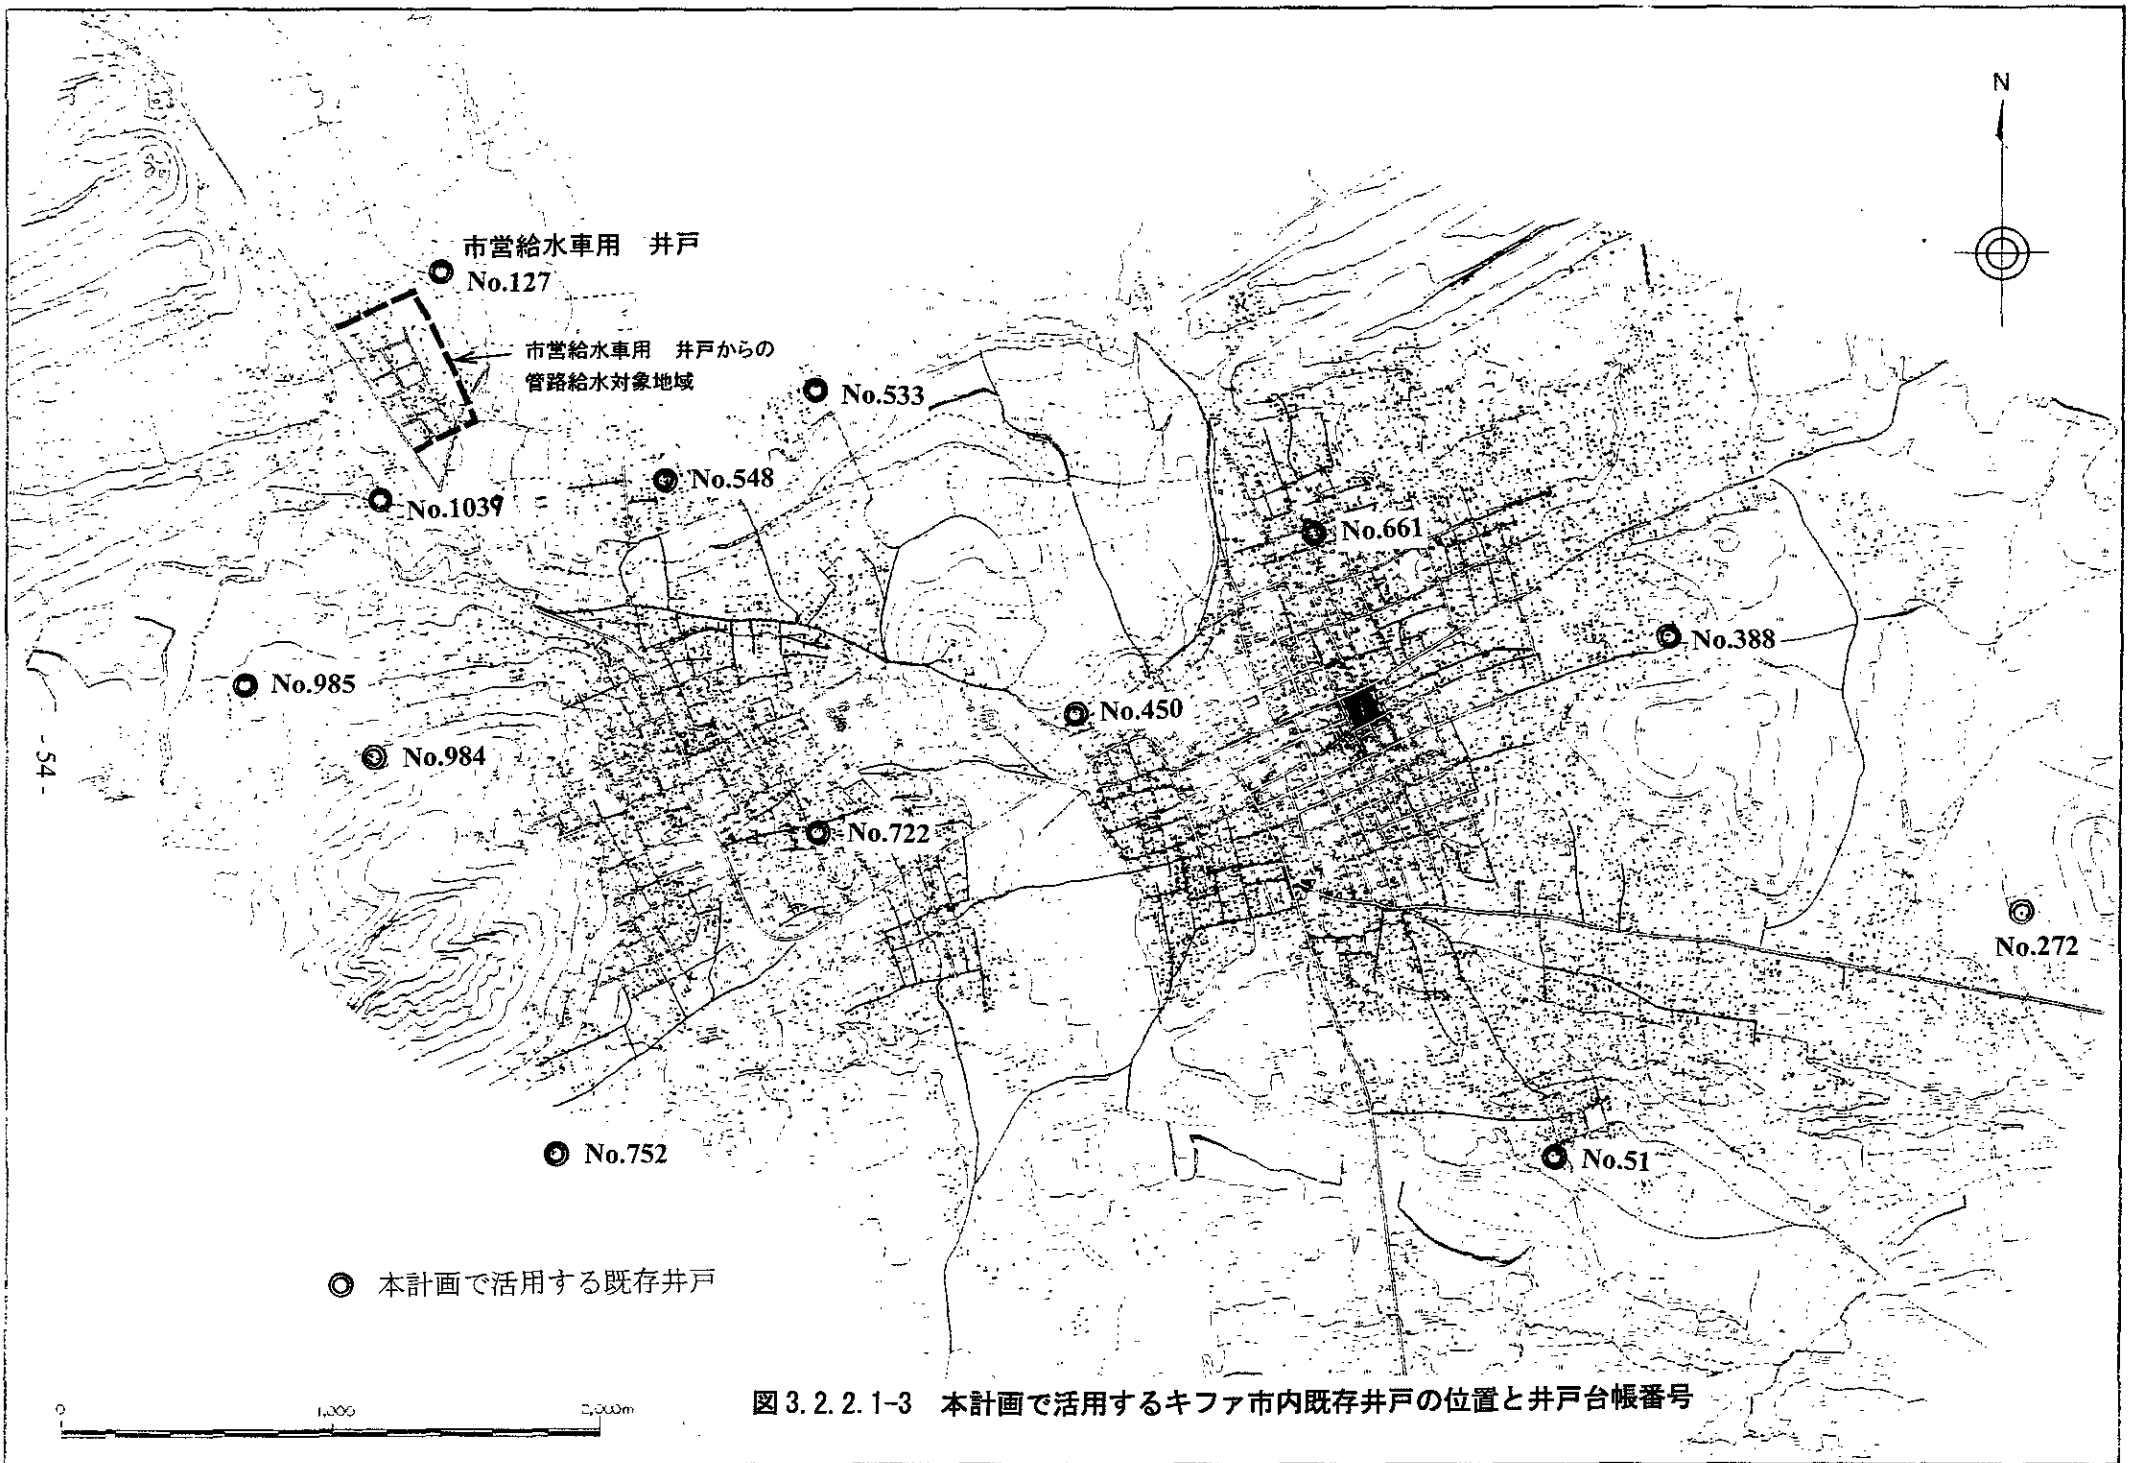 N
市営給水車用 井戸
No.127
市営給水車用 井戸からの
管路給水対象地域
No.533
No.548
No.1039
No.661
No.388
No.985
No.450
No.984
No.722
No.272
No.752
No.51
本計画で活用する既存井戸
0 1,000 2,000m
図3.2.2.1-3 本計画で活用するキファ市内既存井戸の位置と井戸台帳番号
-54-